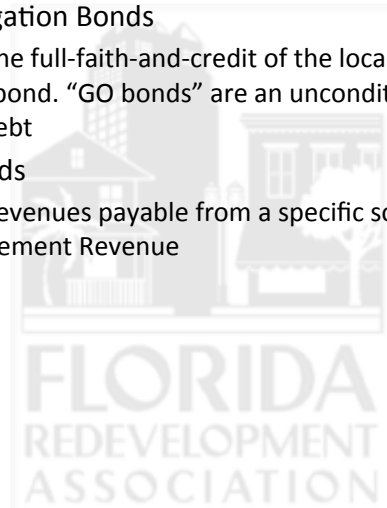 gation Bonds
he full-faith-and-credit of the loca
bond. “GO bonds” are an uncondit
ebt
ds
evenues payable from a specific so
ement Revenue
FLORIDA
REDEVELOPMENT
ASSOCIATION